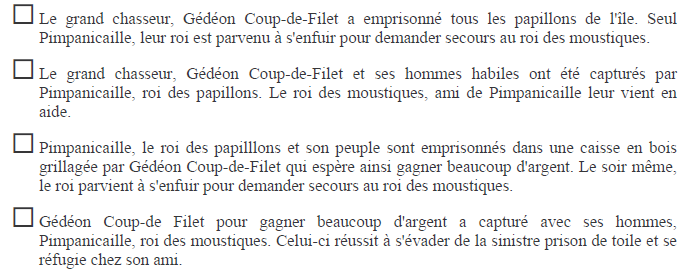 Le grand chasseur, Gédéon Coup-de-Filet a emprisonné tous les papillons de l'île. Seul
Pimpanicaille, leur roi est parvenu à s'enfuir pour demander secours au roi des moustiques.
Le grand chasseur, Gédéon Coup-de-Filet et ses hommes habiles ont été capturés par
Pimpanicaille, roi des papillons. Le roi des moustiques, ami de Pimpanicaille leur vient en
aide.
Pimpanicaille, le roi des papilllons et son peuple sont emprisonnés dans une caisse en bois
grillagée par Gédéon Coup-de-Filet qui espère ainsi gagner beaucoup d'argent. Le soir même,
le roi parvient à s'enfuir pour demander secours au roi des moustiques.
Gédéon Coup-de Filet pour gagner beaucoup d'argent a capturé avec ses hommes,
Pimpanicaille, roi des moustiques. Celui-ci réussit à s'évader de la sinistre prison de toile et se
réfugie chez son ami.